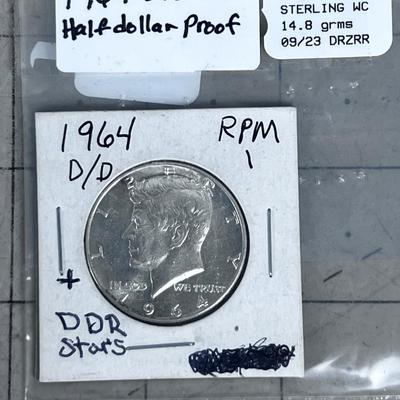 Half dollar Proof
STERLING WC
14.8 grms
09/23 DRZRR
1964
D/D
RPM
1
LIBERTY
IN GOD WE TRUST
1964
+
DDR
Stars